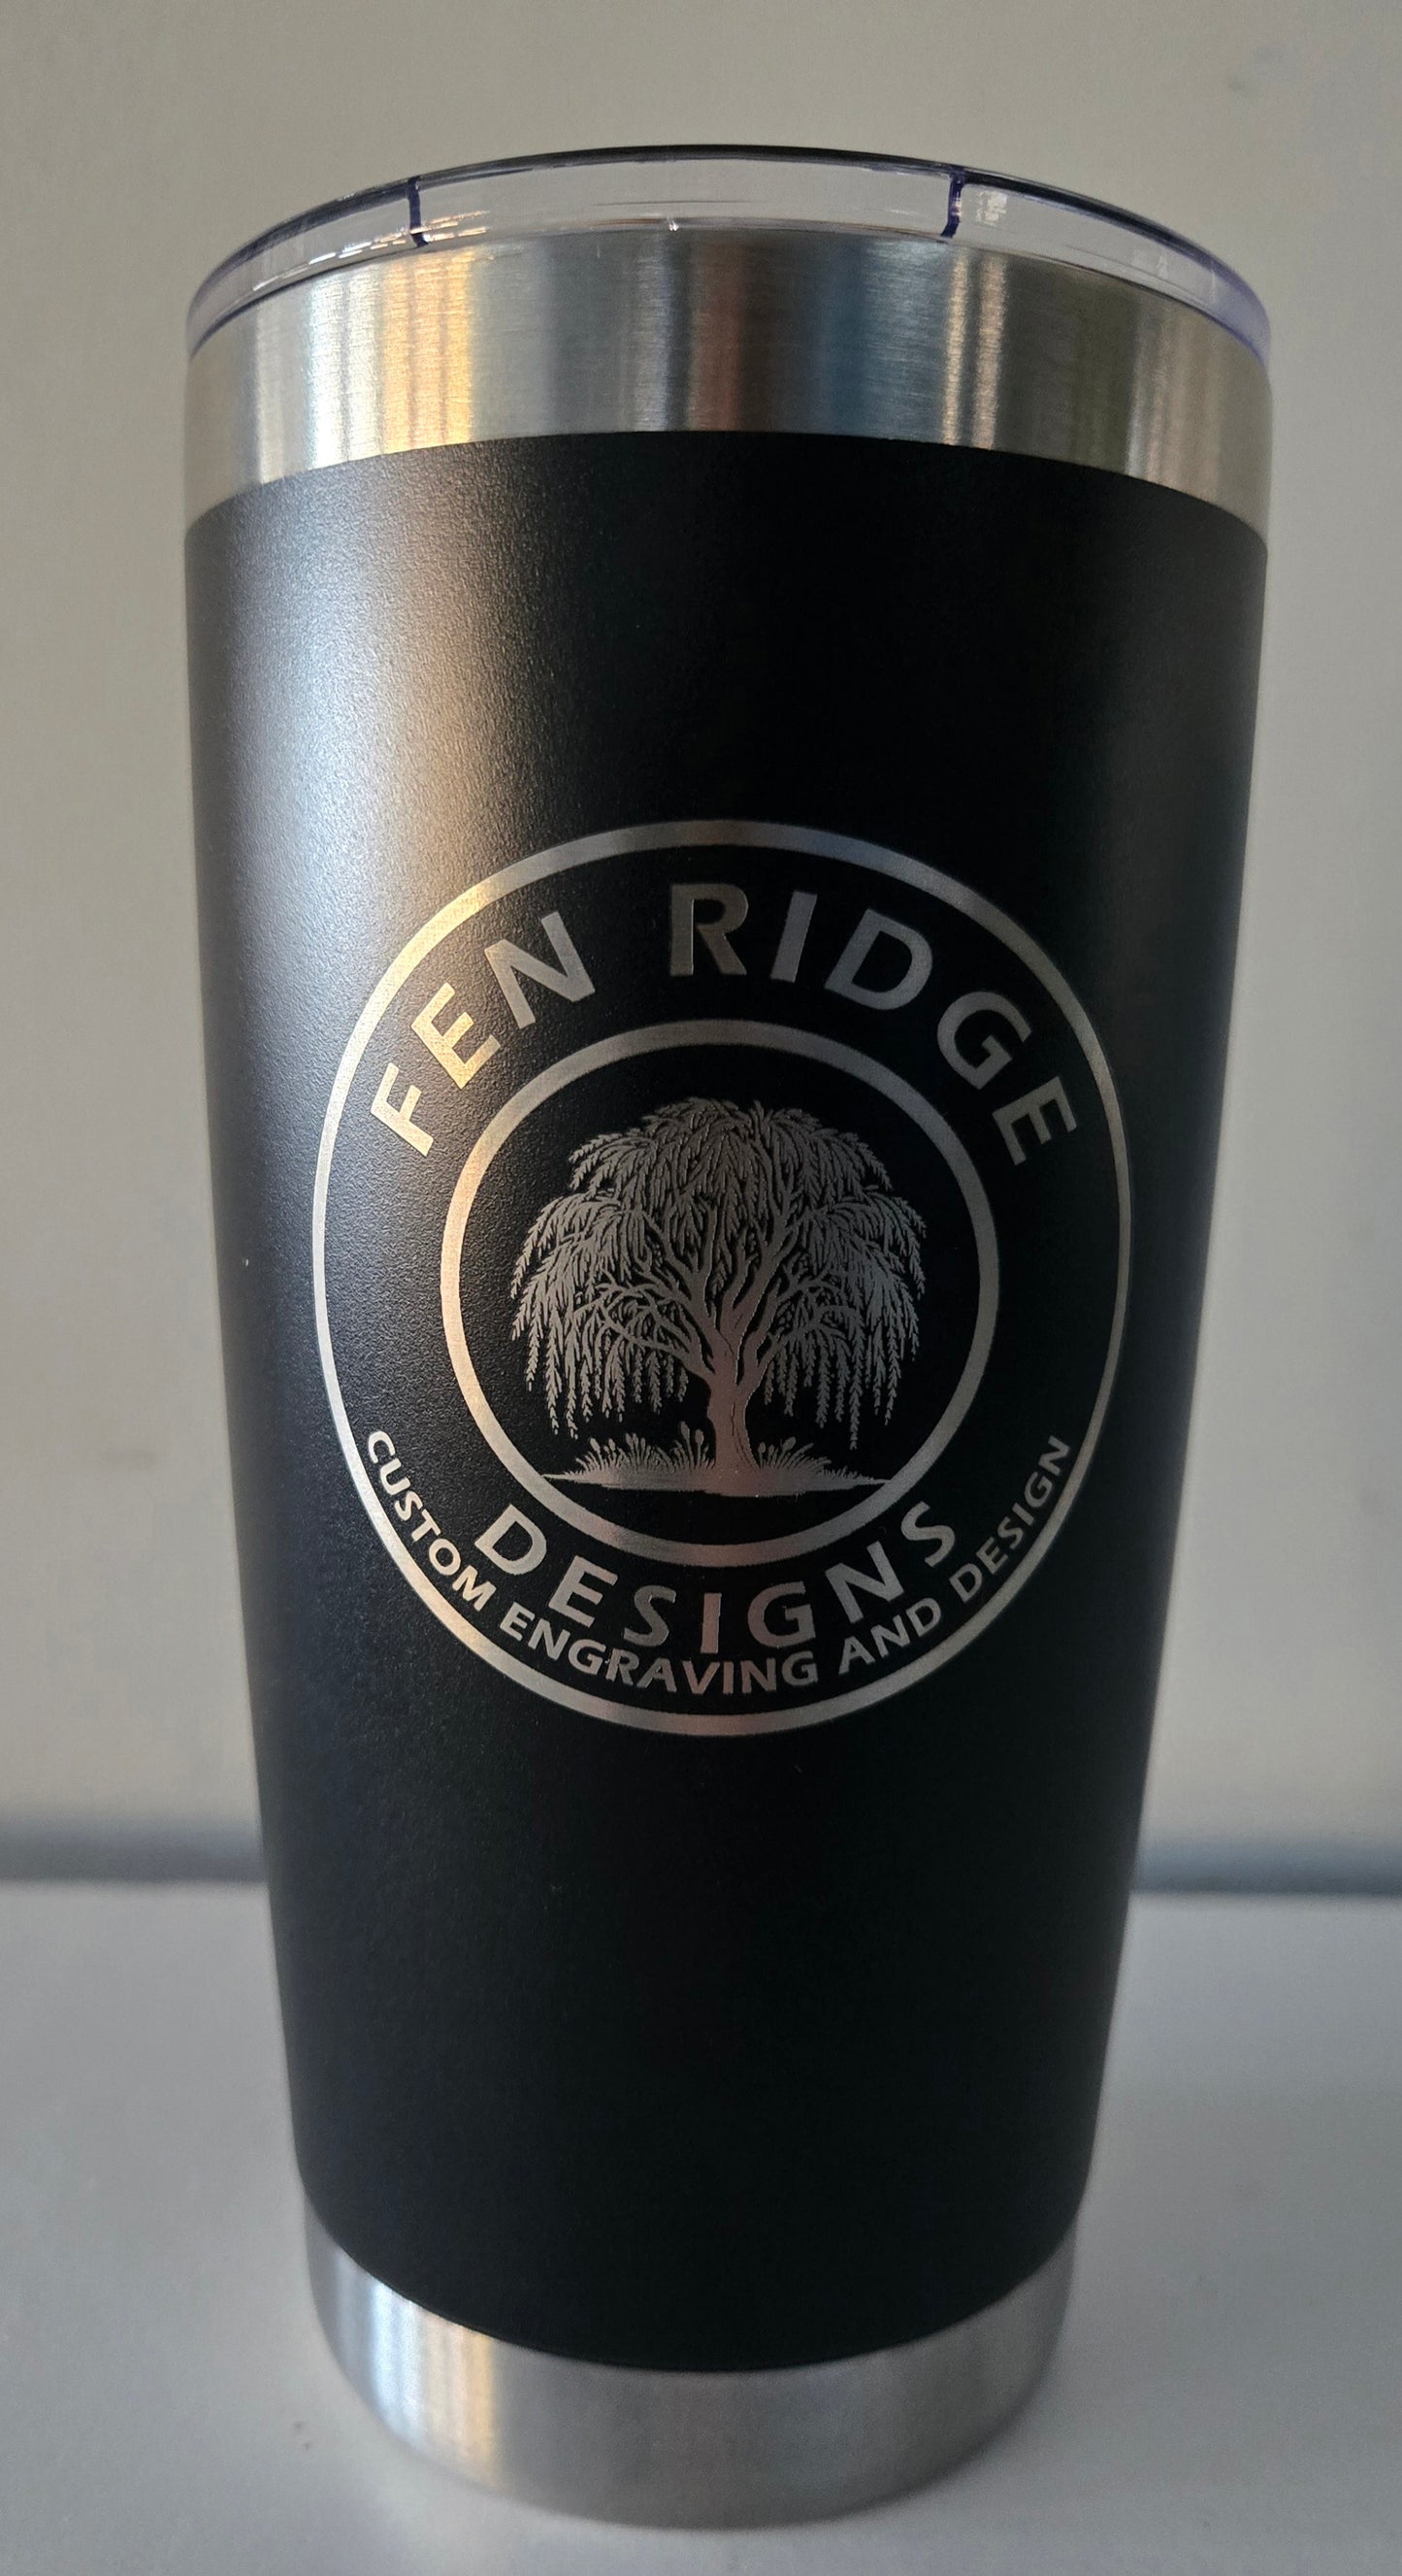 FEN RIDGE
DESIGNS
CUSTOM ENGRAVING AND DESIGN